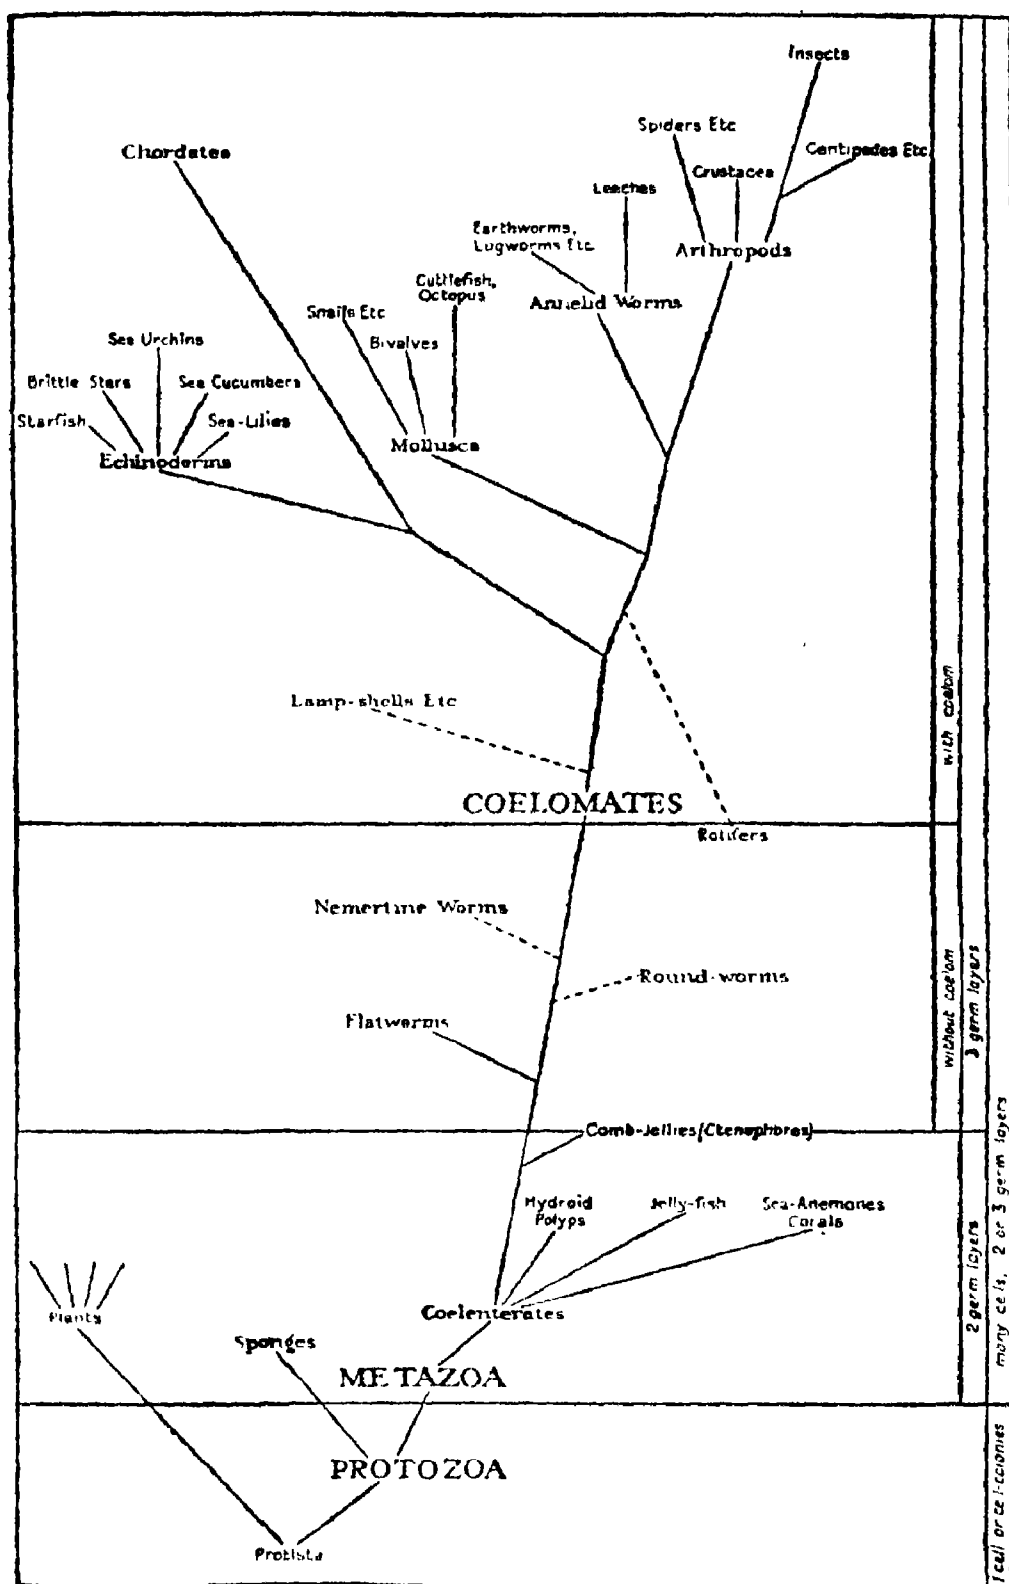 Insects
Spiders Etc
Chordates
Centipedes Etc
Crustacea
Leeches
Earthworms,
Lugworms Etc
Arthropods
Cuttlefish,
Octopus
Annelid Worms
Snails Etc
Sea Urchins
Bivalves
Brittle Stars
Sea Cucumbers
Starfish
Sea-Lilies
Mollusca
Echinoderms
Lamp-shells Etc
with coelom
COELOMATES
Rotifers
Nemertine Worms
Round-worms
Flatworms
without coelom
3 germ layers
Comb-Jellies (Ctenophores)
Hydroid
Polyps
Jelly-fish
Sea-Anemones
Corals
2 germ layers
many cells, 2 or 3 germ layers
Plants
Coelenterates
Sponges
METAZOA
PROTOZOA
1 cell or cell-colonies
Protista